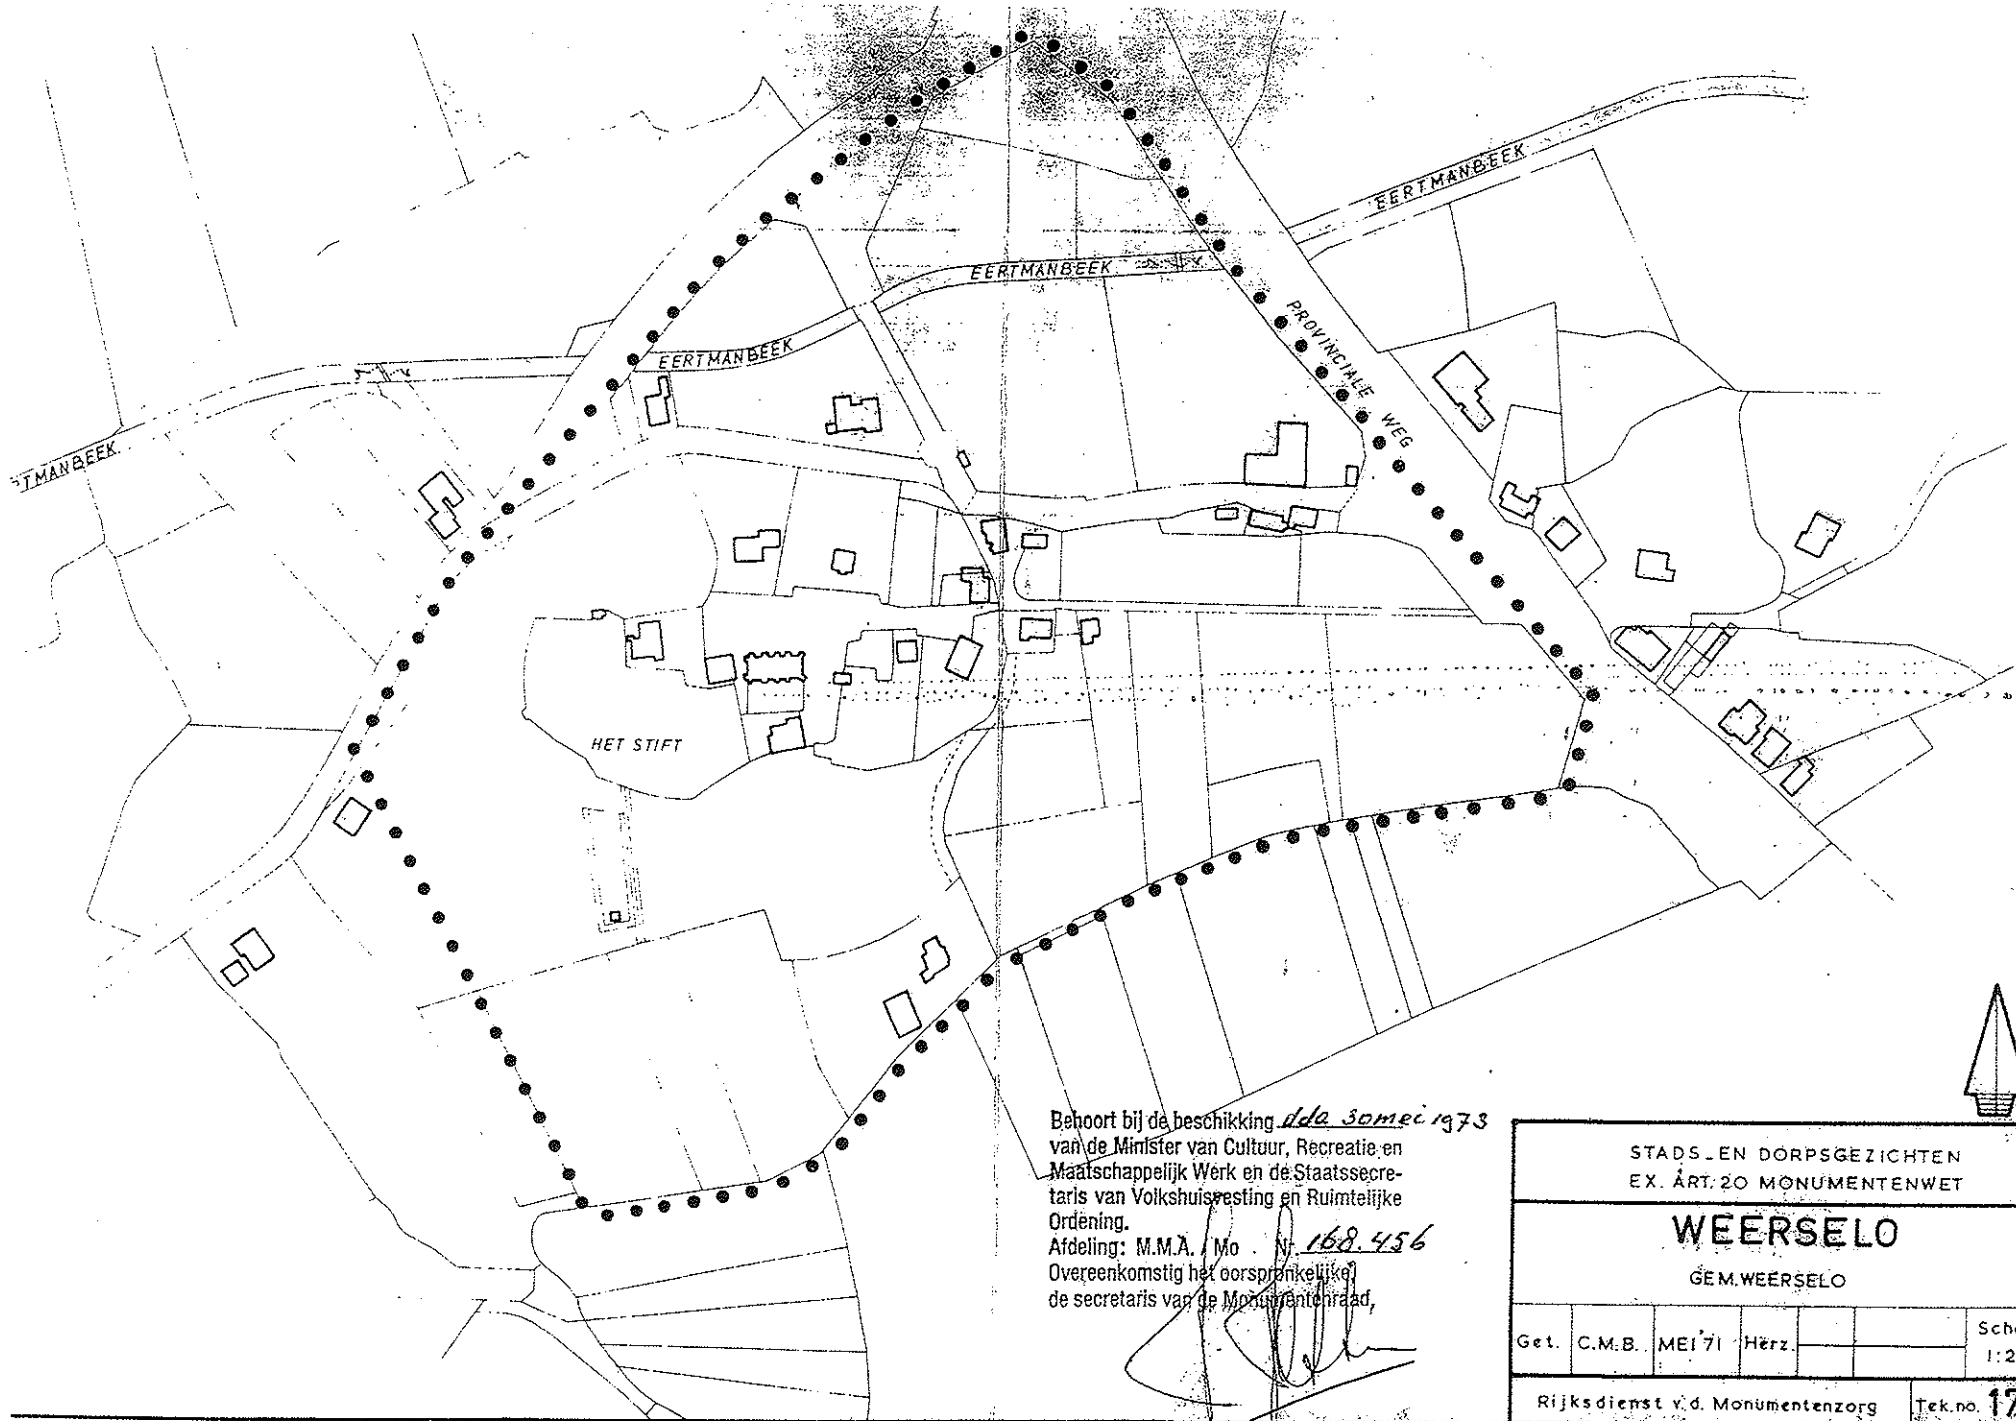 EERTMANBEEK
EERTMANBEEK
EERTMANBEEK
TMANBEEK
PROVINCIALE WEG
HET STIFT
Behoort bij de beschikking dda 30 mei 1973
van de Minister van Cultuur, Recreatie en
Maatschappelijk Werk en de Staatssecre-
taris van Volkshuisvesting en Ruimtelijke
Ordening.
Afdeling: M.M.A. / Mo Nr. 168.456
Overeenkomstig het oorspronkelijke,
de secretaris van de Monumentenraad,
STADS_EN DORPSGEZICHTEN
EX. ART. 20 MONUMENTENWET
WEERSELO
GEM. WEERSELO
Get. C.M.B. MEI '71 Herz.
1:2
Rijksdienst v.d. Monumentenzorg Tek.no.